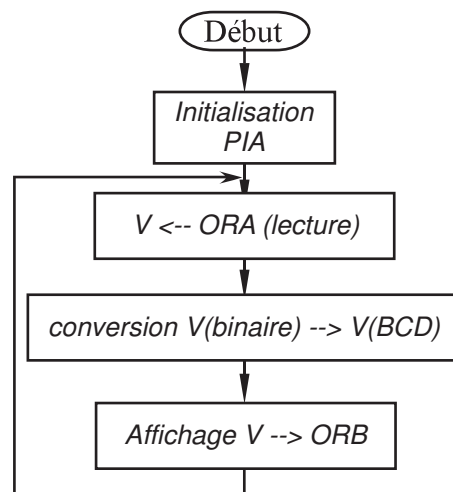 Début
Initialisation
PIA
V <-- ORA (lecture)
conversion V(binaire) --> V(BCD)
Affichage V --> ORB